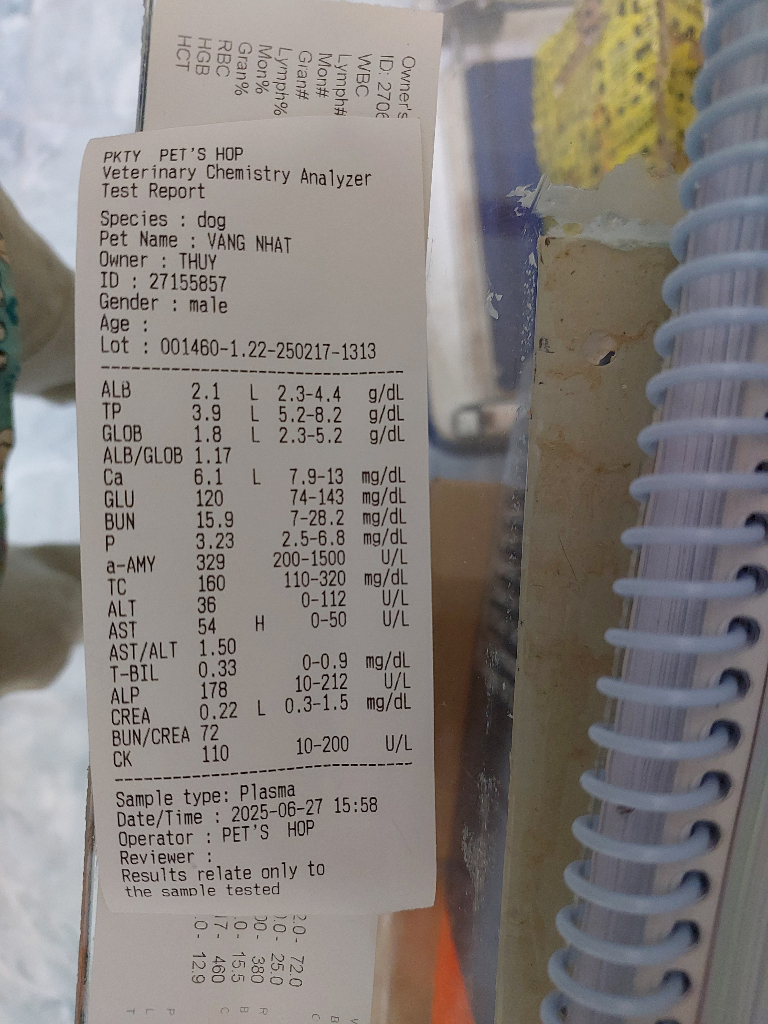 Owner's
ID: 2706
WBC
Lymph#
Mon#
Gran#
Lymph%
Mon%
Gran%
RBC
HGB
HCT
PKTY PET'S HOP
Veterinary Chemistry Analyzer
Test Report
Species : dog
Pet Name : VANG NHAT
Owner : THUY
ID : 27155857
Gender : male
Age :
Lot : 001460-1.22-250217-1313
ALB 2.1 L 2.3-4.4 g/dL
TP 3.9 L 5.2-8.2 g/dL
GLOB 1.8 L 2.3-5.2 g/dL
ALB/GLOB 1.17
Ca 6.1 L 7.9-13 mg/dL
GLU 120 74-143 mg/dL
BUN 15.9 7-28.2 mg/dL
P 3.23 2.5-6.8 mg/dL
a-AMY 329 200-1500 U/L
TC 160 110-320 mg/dL
ALT 36 0-112 U/L
AST 54 H 0-50 U/L
AST/ALT 1.50
T-BIL 0.33 0-0.9 mg/dL
ALP 178 10-212 U/L
CREA 0.22 L 0.3-1.5 mg/dL
BUN/CREA 72
CK 110 10-200 U/L
Sample type: Plasma
Date/Time : 2025-06-27 15:58
Operator : PET'S HOP
Reviewer :
Results relate only to
the sample tested
2.0- 72.0
0.0- 25.0
00- 380
.0- 15.5
17- 460
.0- 12.9